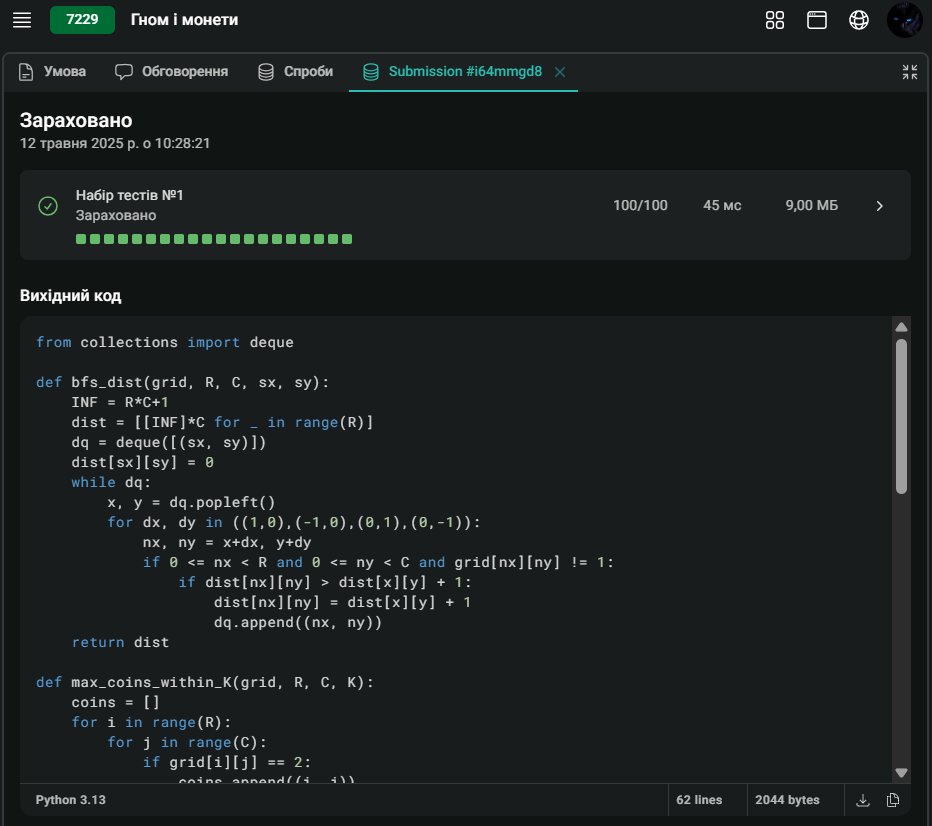 7229 Гном і монети
Умова Обговорення Спроби Submission #i64mmgd8
Зараховано
12 травня 2025 р. о 10:28:21
Набір тестів №1
Зараховано
100/100 45 мс 9,00 МБ
Вихідний код
from collections import deque
def bfs_dist(grid, R, C, sx, sy):
    INF = R*C+1
    dist = [[INF]*C for _ in range(R)]
    dq = deque([(sx, sy)])
    dist[sx][sy] = 0
    while dq:
        x, y = dq.popleft()
        for dx, dy in ((1,0),(-1,0),(0,1),(0,-1)):
            nx, ny = x+dx, y+dy
            if 0 <= nx < R and 0 <= ny < C and grid[nx][ny] != 1:
                if dist[nx][ny] > dist[x][y] + 1:
                    dist[nx][ny] = dist[x][y] + 1
                    dq.append((nx, ny))
    return dist
def max_coins_within_K(grid, R, C, K):
    coins = []
    for i in range(R):
        for j in range(C):
            if grid[i][j] == 2:
                coins.append((i, j))
Python 3.13 62 lines 2044 bytes